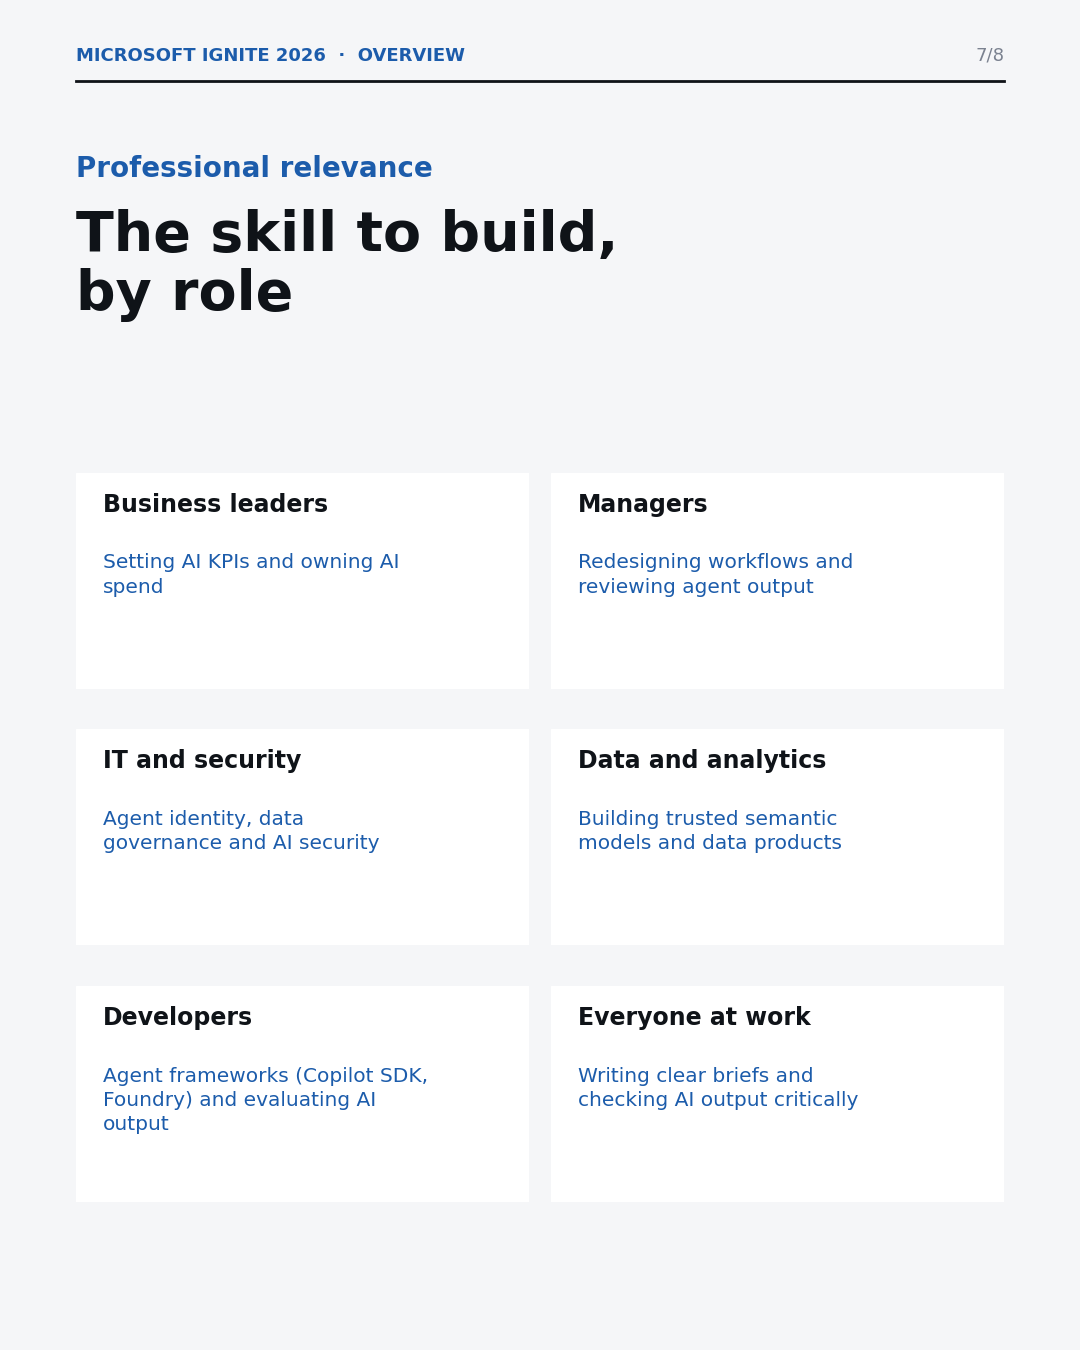 MICROSOFT IGNITE 2026 · OVERVIEW
7/8
Professional relevance
The skill to build,
by role
Business leaders
Setting AI KPIs and owning AI
spend
Managers
Redesigning workflows and
reviewing agent output
IT and security
Agent identity, data
governance and AI security
Data and analytics
Building trusted semantic
models and data products
Developers
Agent frameworks (Copilot SDK,
Foundry) and evaluating AI
output
Everyone at work
Writing clear briefs and
checking AI output critically